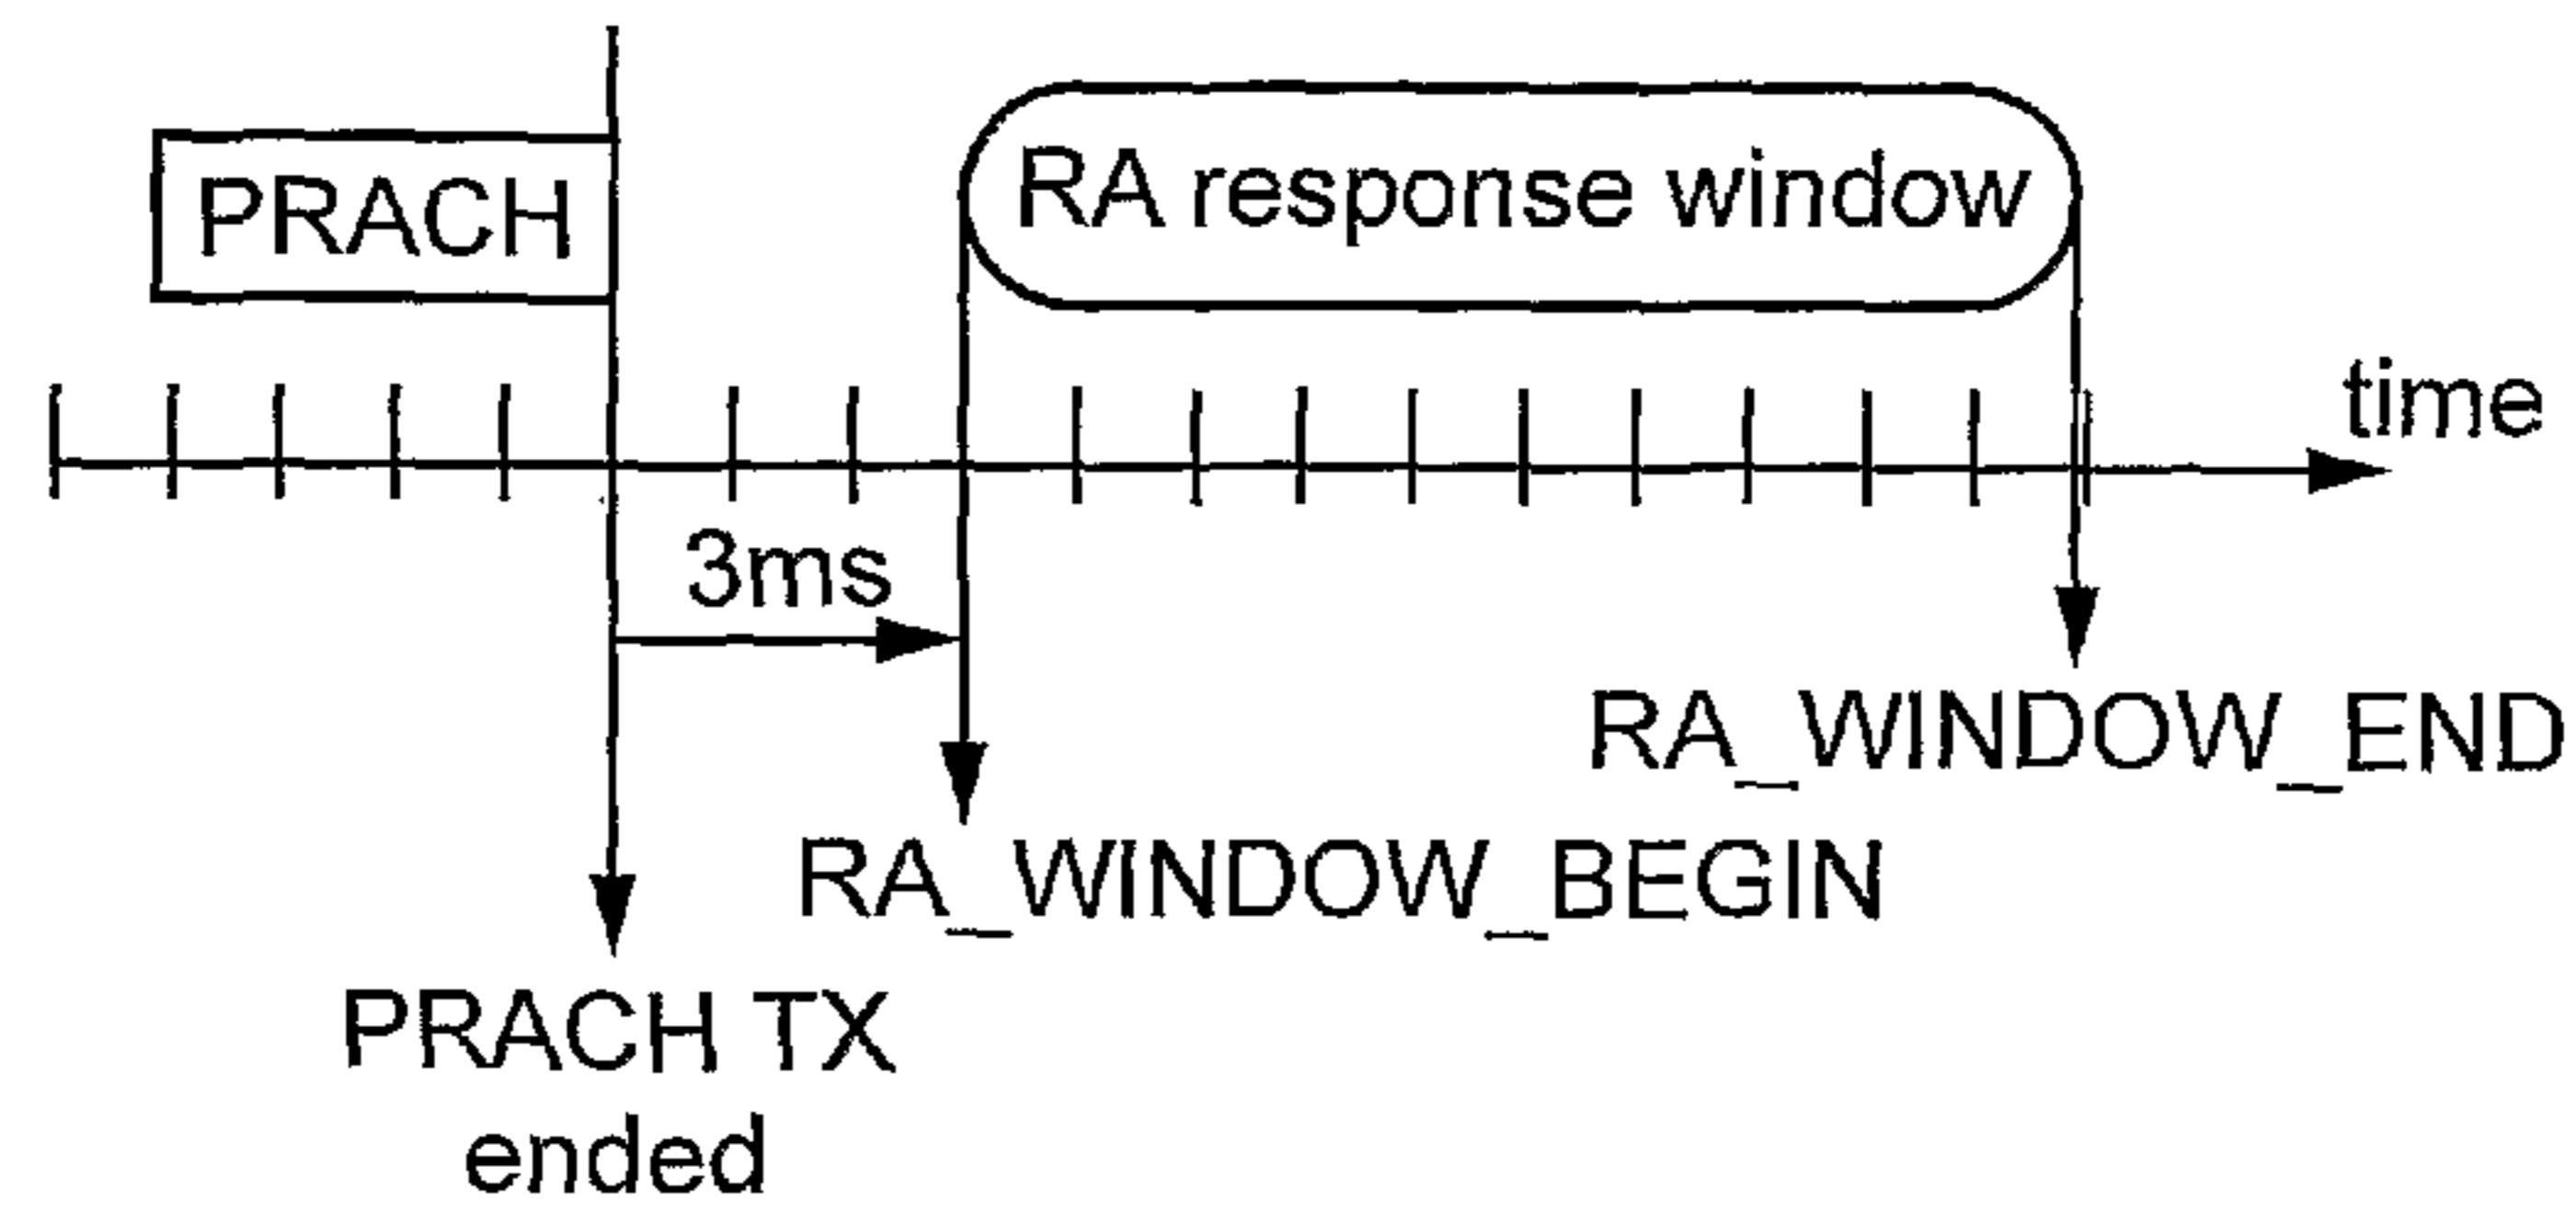 PRACH
RA response window
time
3ms
RA_WINDOW_END
RA_WINDOW_BEGIN
PRACH TX
ended